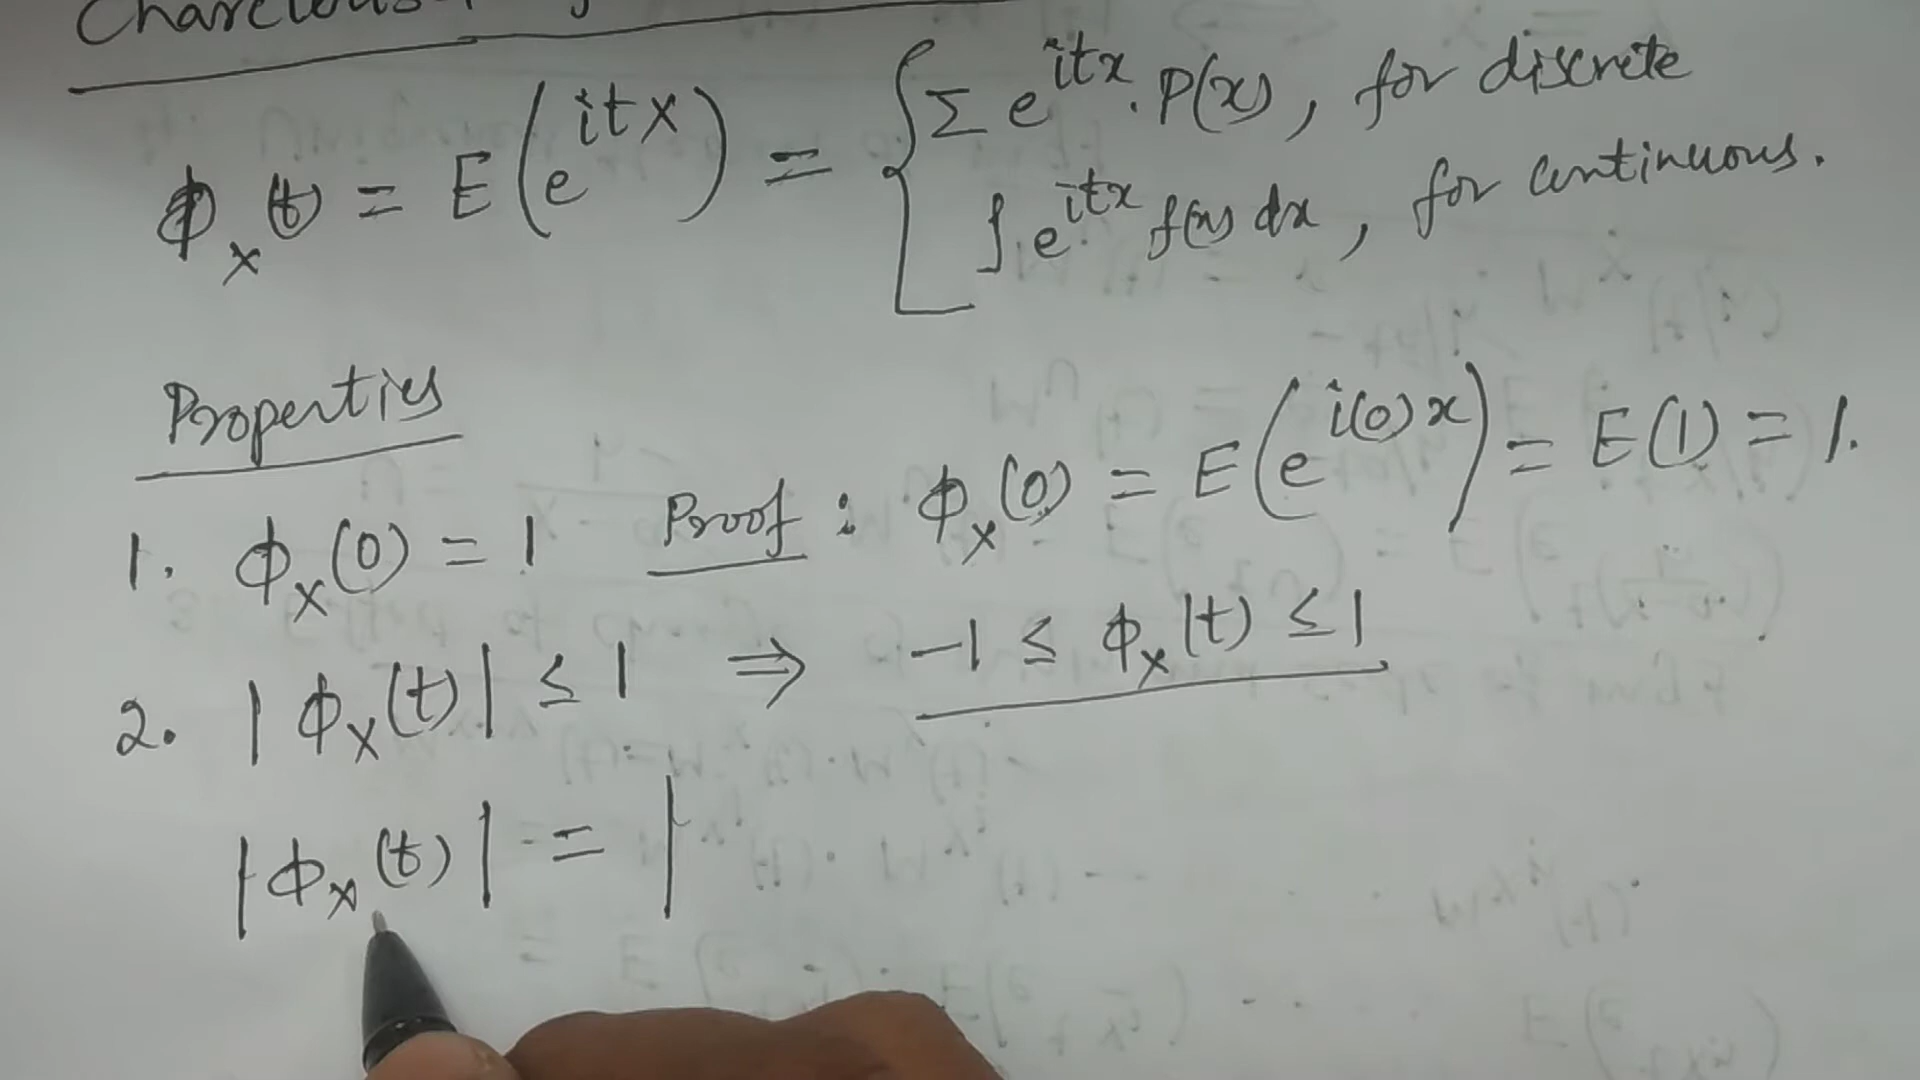 ϕₓ(t) = E(e^{itX}) = { Σ e^{itx}. P(x), for discrete
∫ e^{itx} f(x) dx, for continuous.
Properties
1. ϕₓ(0) = 1 Proof : ϕₓ(0) = E(e^{i(0)x}) = E(1) = 1.
2. |ϕₓ(t)| ≤ 1 ⇒ -1 ≤ ϕₓ(t) ≤ 1
|ϕₓ(t)| = |